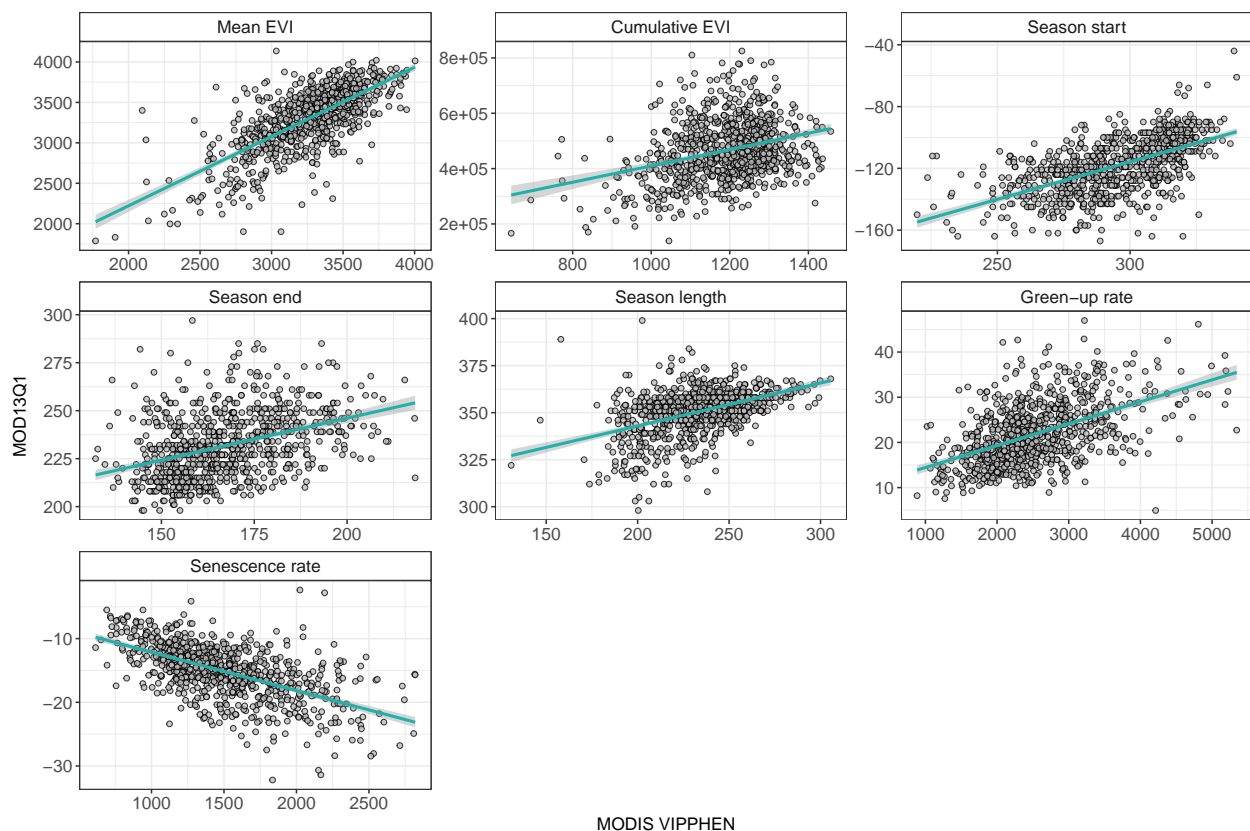 Mean EVI
Cumulative EVI
Season start
4000
3500
3000
2500
2000
2000 2500 3000 3500 4000
8e+05
6e+05
4e+05
2e+05
800 1000 1200 1400
−40
−80
−120
−160
250 300
Season end
Season length
Green−up rate
300
275
250
225
200
150 175 200
400
375
350
325
300
150 200 250 300
40
30
20
10
1000 2000 3000 4000 5000
Senescence rate
−10
−20
−30
1000 1500 2000 2500
MOD13Q1
MODIS VIPPHEN